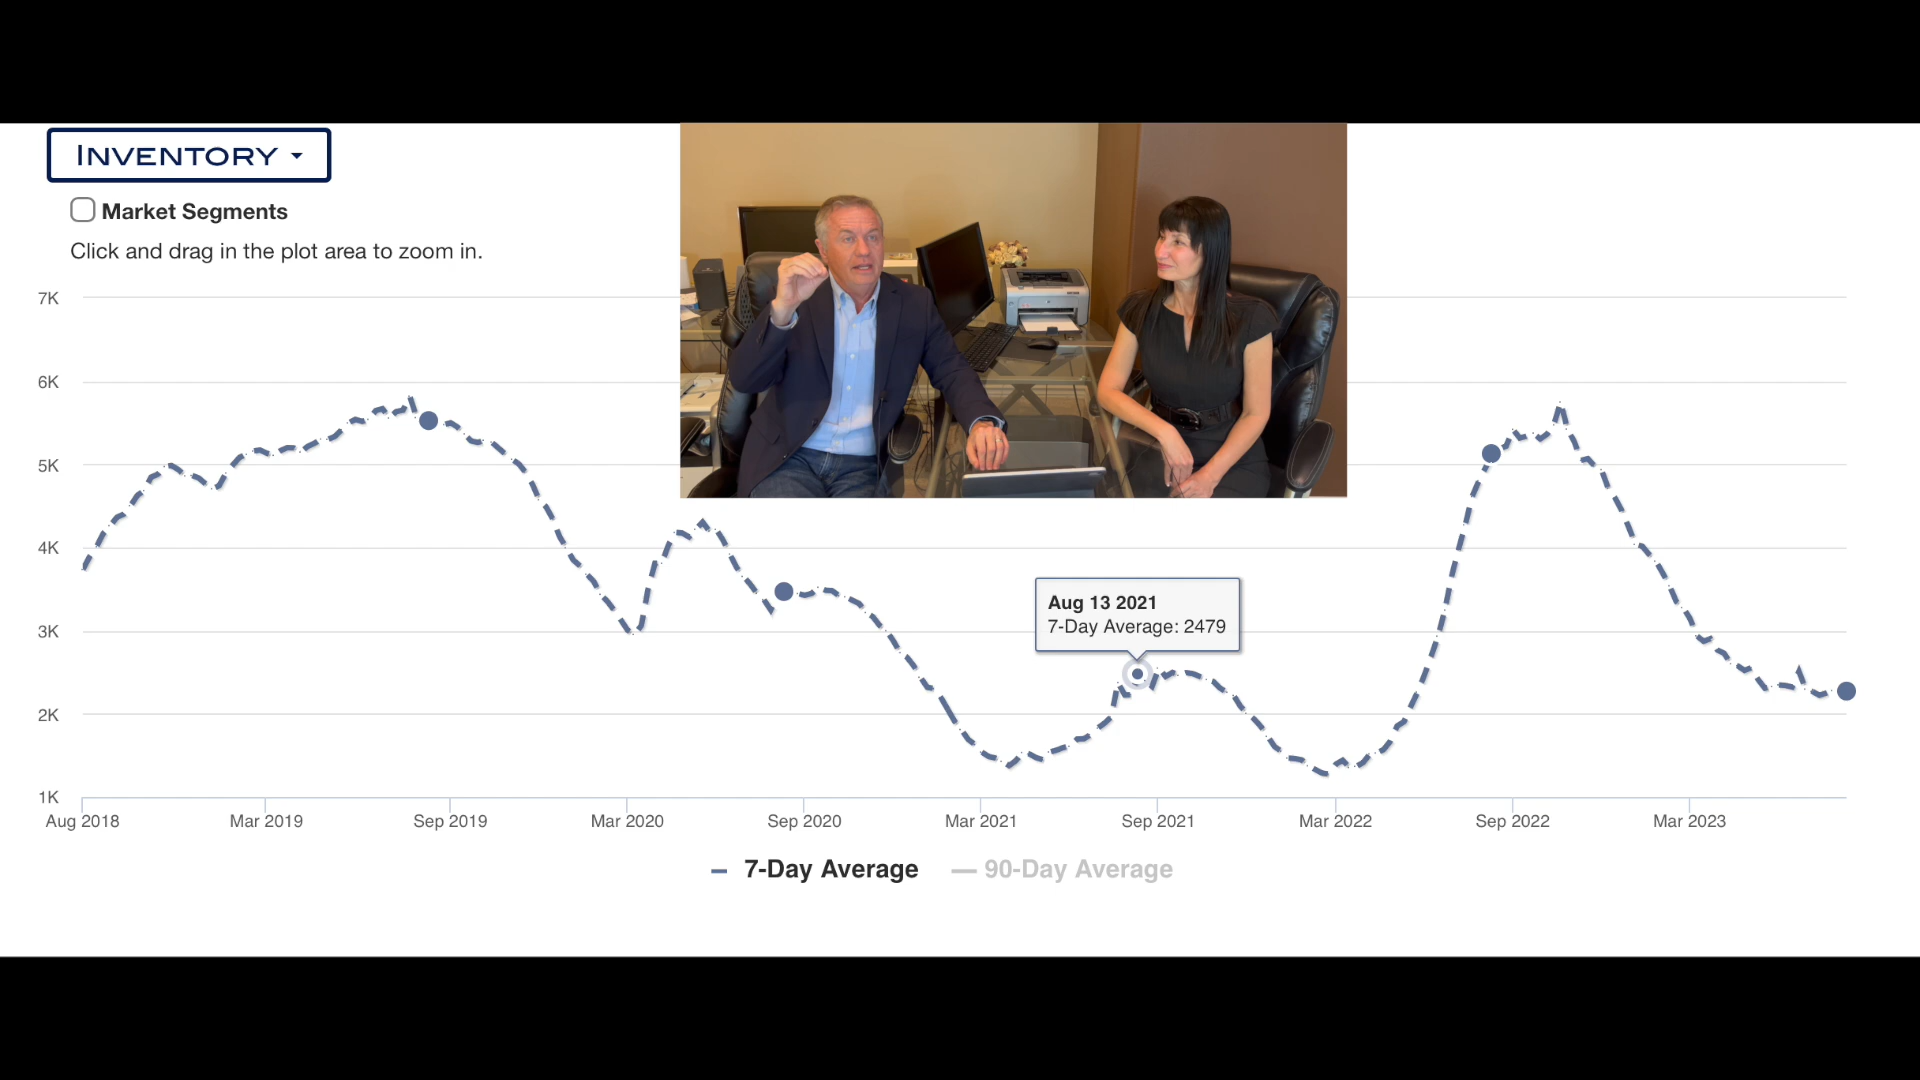 INVENTORY
Market Segments
Click and drag in the plot area to zoom in.
7K
6K
5K
4K
3K
2K
1K
Aug 13 2021
7-Day Average: 2479
Aug 2018 Mar 2019 Sep 2019 Mar 2020 Sep 2020 Mar 2021 Sep 2021 Mar 2022 Sep 2022 Mar 2023
7-Day Average 90-Day Average